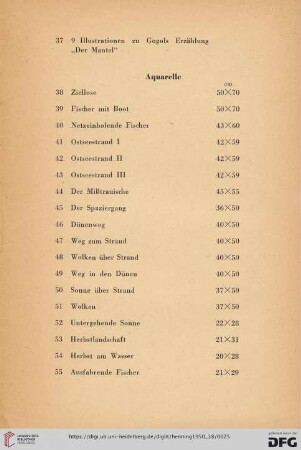 37 9 Illustrationen zu Gogols Erzählung
„Der Mantel"
Aquarelle
cm
38 Ziellose 50×70
39 Fischer mit Boot 50×70
40 Netzeinholende Fischer 43×60
41 Ostseestrand I 42×59
42 Ostseestrand II 42×59
43 Ostseestrand III 42×59
44 Der Mißtrauische 45×55
45 Der Spaziergang 36×50
46 Dünenweg 40×50
47 Weg zum Strand 40×50
48 Wolken über Strand 40×50
49 Weg in den Dünen 40×50
50 Sonne über Strand 37×50
51 Wolken 37×50
52 Untergehende Sonne 22×28
53 Herbstlandschaft 21×31
54 Herbst am Wasser 20×28
55 Ausfahrende Fischer 21×29
UNIVERSITÄTS-
BIBLIOTHEK
HEIDELBERG
https://digi.ub.uni-heidelberg.de/diglit/henning1950_18/0025
DFG